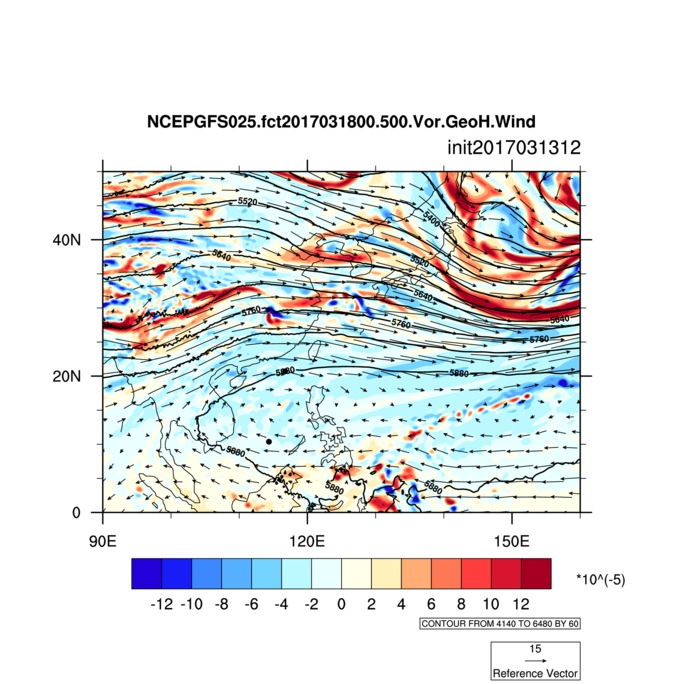 NCEPGFS025.fct2017031800.500.Vor.GeoH.Wind
init2017031312
5520
5400
40N
5640
5520
5640
5760
5760
5640
5760
20N
5880
5880
5880
5880
5880
0
90E 120E 150E
-12 -10 -8 -6 -4 -2 0 2 4 6 8 10 12
*10^(-5)
CONTOUR FROM 4140 TO 6480 BY 60
15
Reference Vector